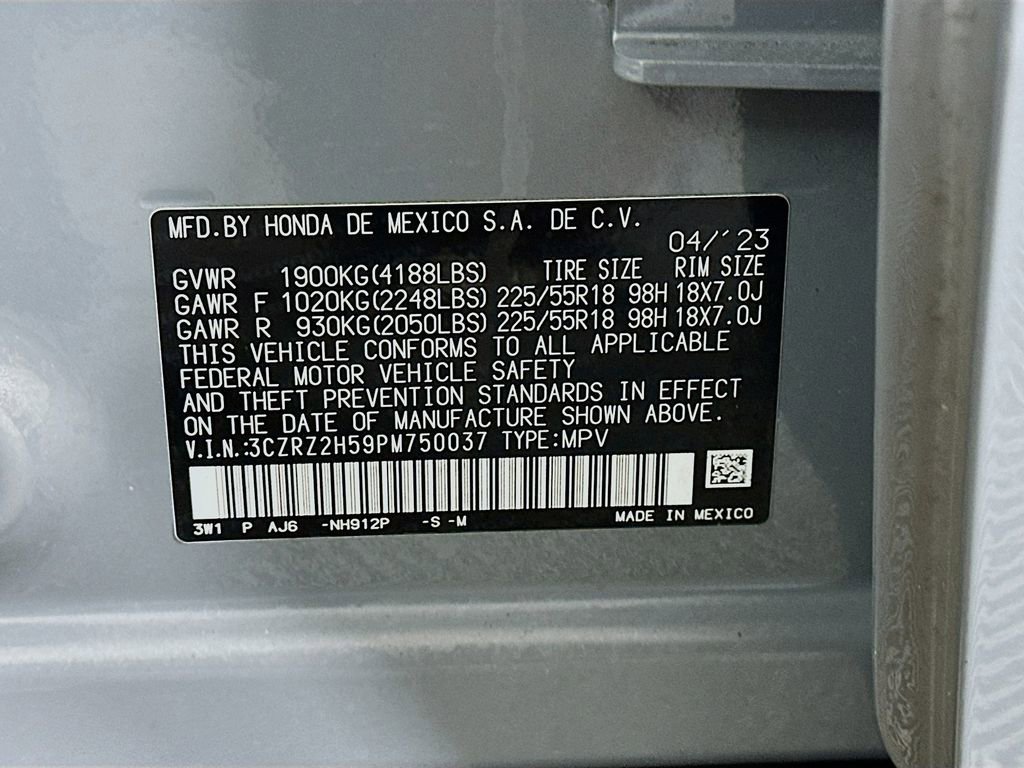 MFD.BY HONDA DE MEXICO S.A. DE C.V.
04/'23
GVWR 1900KG(4188LBS) TIRE SIZE RIM SIZE
GAWR F 1020KG(2248LBS) 225/55R18 98H 18X7.0J
GAWR R 930KG(2050LBS) 225/55R18 98H 18X7.0J
THIS VEHICLE CONFORMS TO ALL APPLICABLE
FEDERAL MOTOR VEHICLE SAFETY
AND THEFT PREVENTION STANDARDS IN EFFECT
ON THE DATE OF MANUFACTURE SHOWN ABOVE.
V.I.N.:3CZRZ2H59PM750037 TYPE:MPV
3W1 P AJ6 -NH912P -S -M MADE IN MEXICO